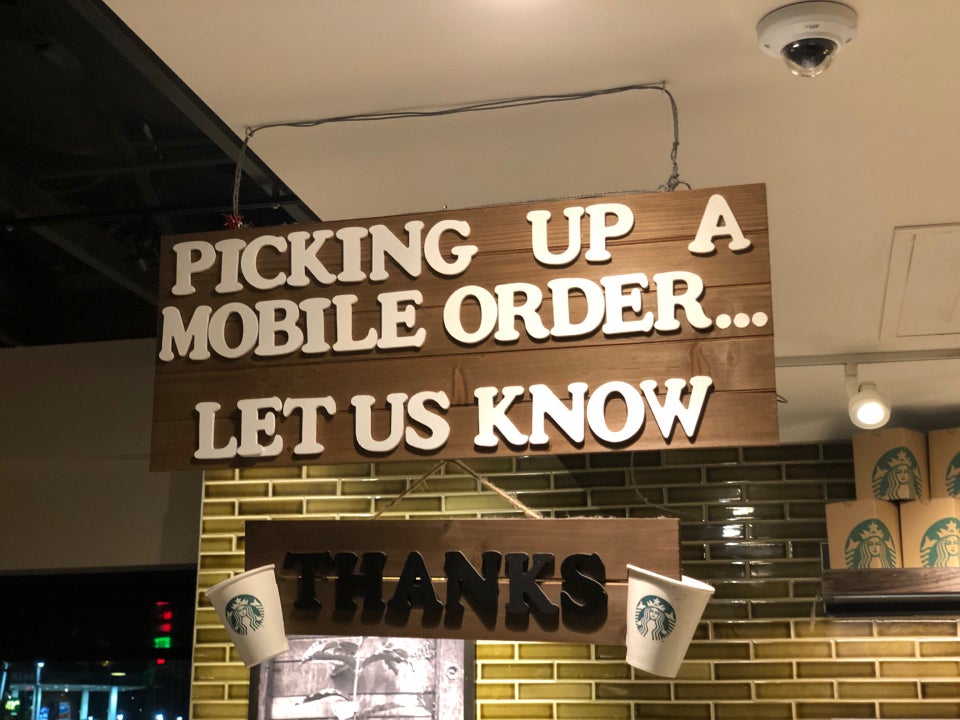 PICKING UP A
MOBILE ORDER...
LET US KNOW
THANKS